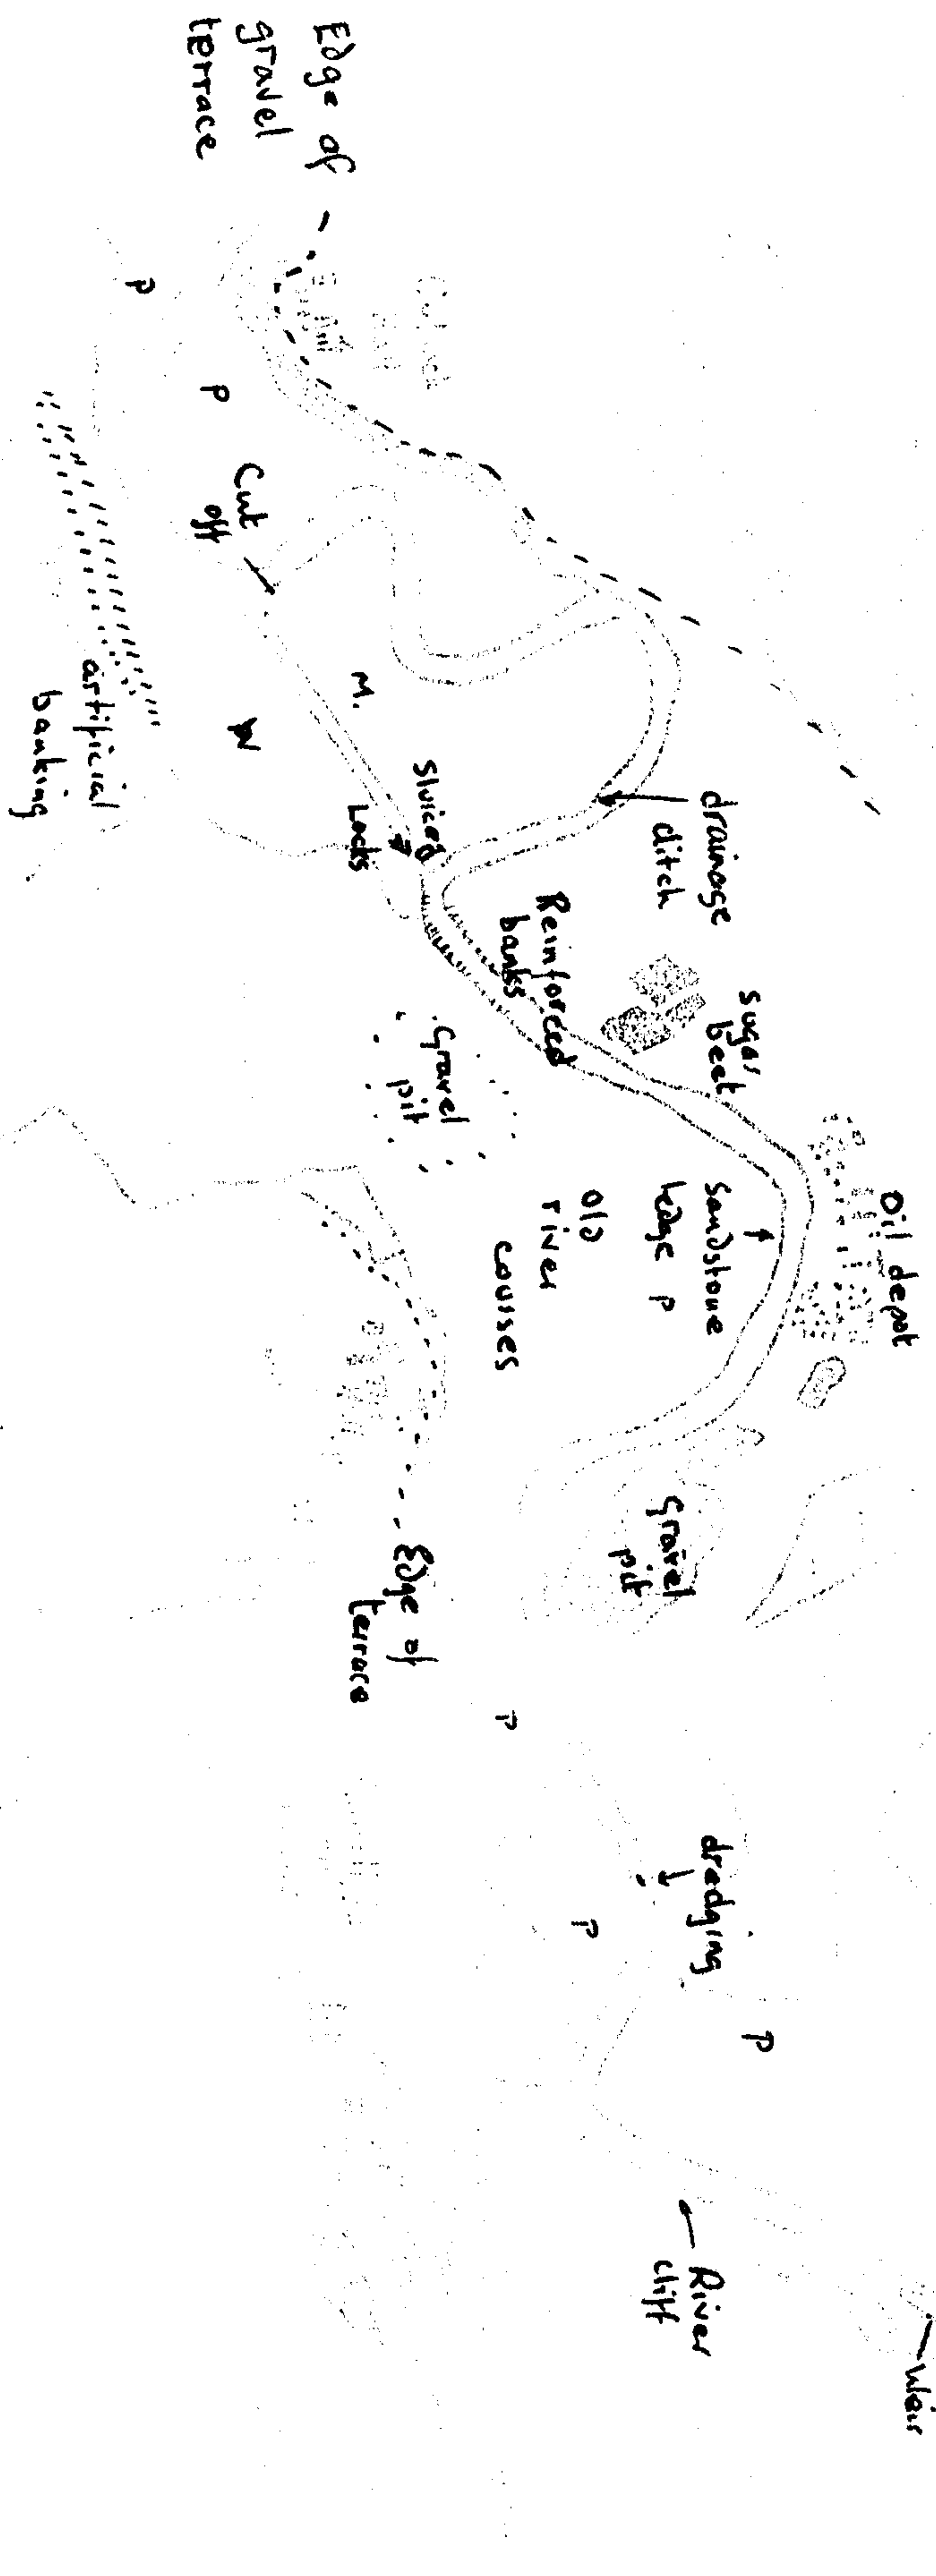 Edge of
gravel
terrace
P
P
Cut
off
artificial
banking
M.
W
Sluices
Locks
drainage
ditch
Reinforced
banks
sugar
beet
Gravel
pit
Oil depot
Sandstone
ledge P
Old
river
courses
Gravel
pit
Edge of
terrace
P
dredging
P
P
River
cliff
Weir